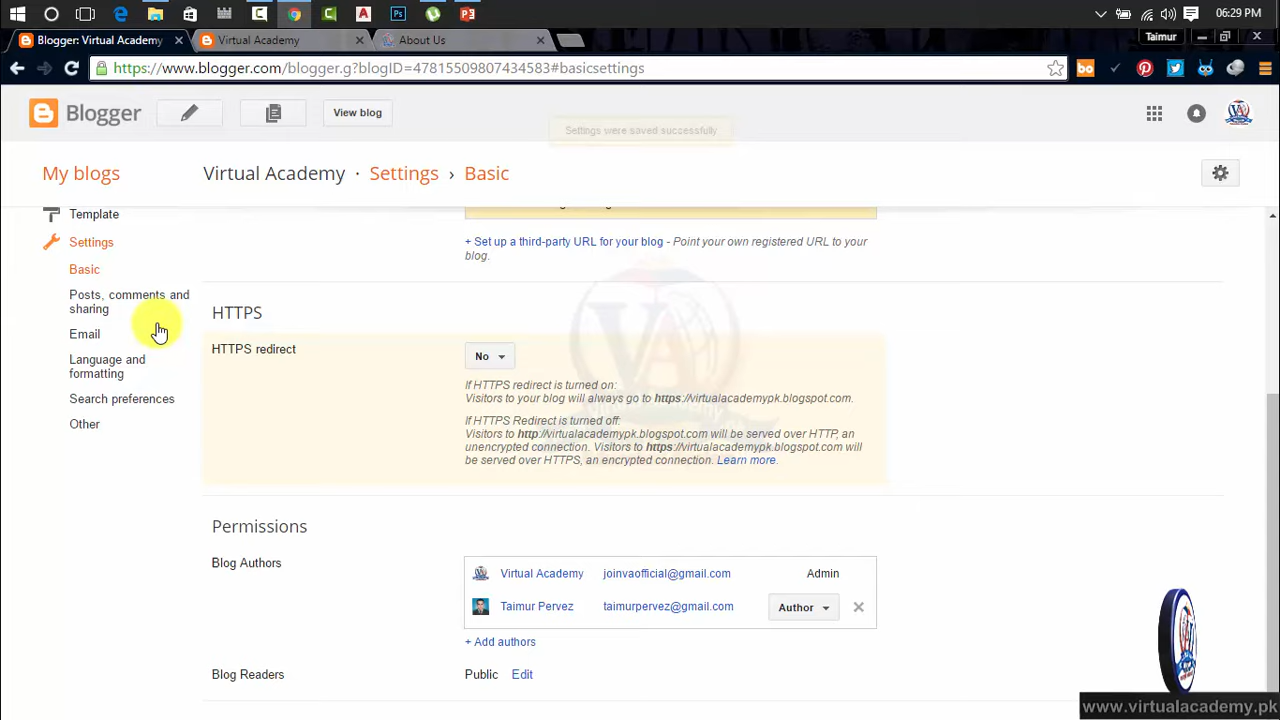 06:29 PM
Blogger: Virtual Academy
Virtual Academy
About Us
Taimur
https://www.blogger.com/blogger.g?blogID=47815509807434583#basicsettings
Blogger
View blog
Settings were saved successfully
My blogs
Virtual Academy · Settings › Basic
Template
Settings
Basic
Posts, comments and
sharing
Email
Language and
formatting
Search preferences
Other
+ Set up a third-party URL for your blog - Point your own registered URL to your
blog.
HTTPS
HTTPS redirect
No
If HTTPS redirect is turned on:
Visitors to your blog will always go to https://virtualacademypk.blogspot.com.
If HTTPS Redirect is turned off:
Visitors to http://virtualacademypk.blogspot.com will be served over HTTP, an
unencrypted connection. Visitors to https://virtualacademypk.blogspot.com will
be served over HTTPS, an encrypted connection. Learn more.
Permissions
Blog Authors
Virtual Academy joinvaofficial@gmail.com Admin
Taimur Pervez taimurpervez@gmail.com Author
+ Add authors
Blog Readers
Public Edit
www.virtualacademy.pk